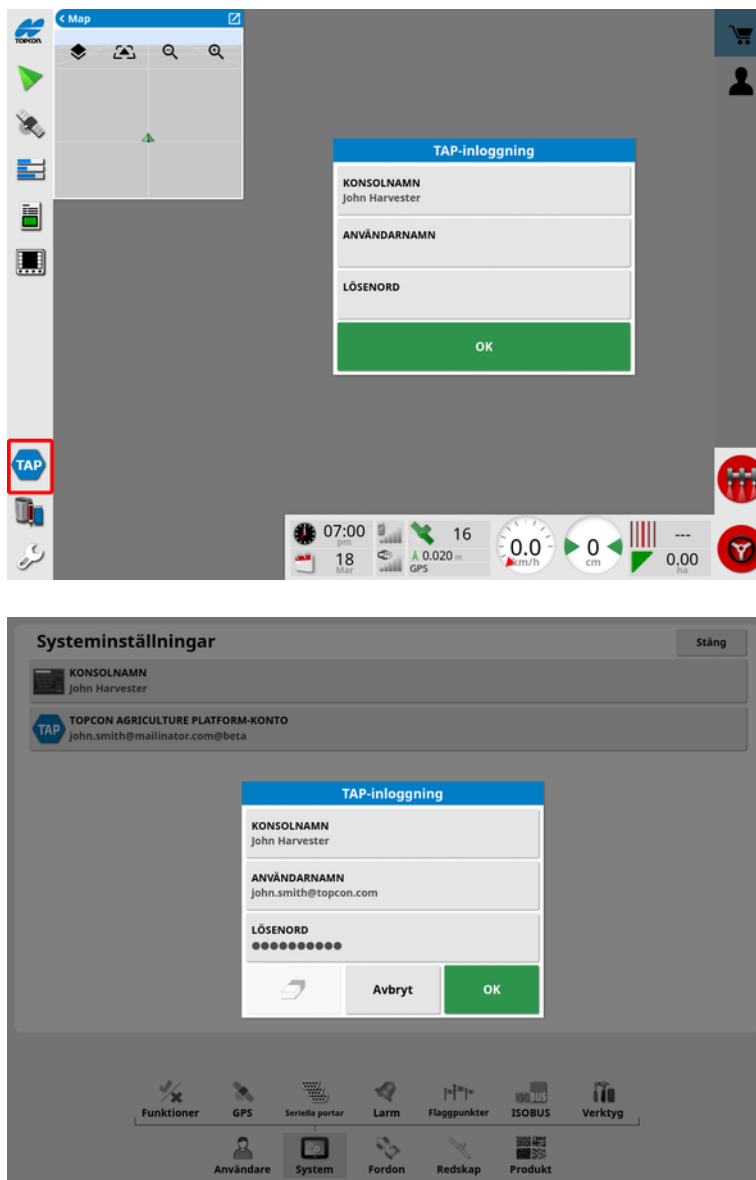 TOPCON
< Map
TAP-inloggning
KONSOLNAMN
John Harvester
ANVÄNDARNAMN
LÖSENORD
OK
TAP
07:00
pm
18
Mar
16
0.020 m
GPS
0.0
km/h
0
cm
---
0.00
ha
Systeminställningar
Stäng
KONSOLNAMN
John Harvester
TAP
TOPCON AGRICULTURE PLATFORM-KONTO
john.smith@mailinator.com@beta
TAP-inloggning
KONSOLNAMN
John Harvester
ANVÄNDARNAMN
john.smith@topcon.com
LÖSENORD
●●●●●●●●●●
Avbryt
OK
ISOBUS
Funktioner
GPS
Seriella portar
Larm
Flaggpunkter
ISOBUS
Verktyg
Användare
System
Fordon
Redskap
Produkt